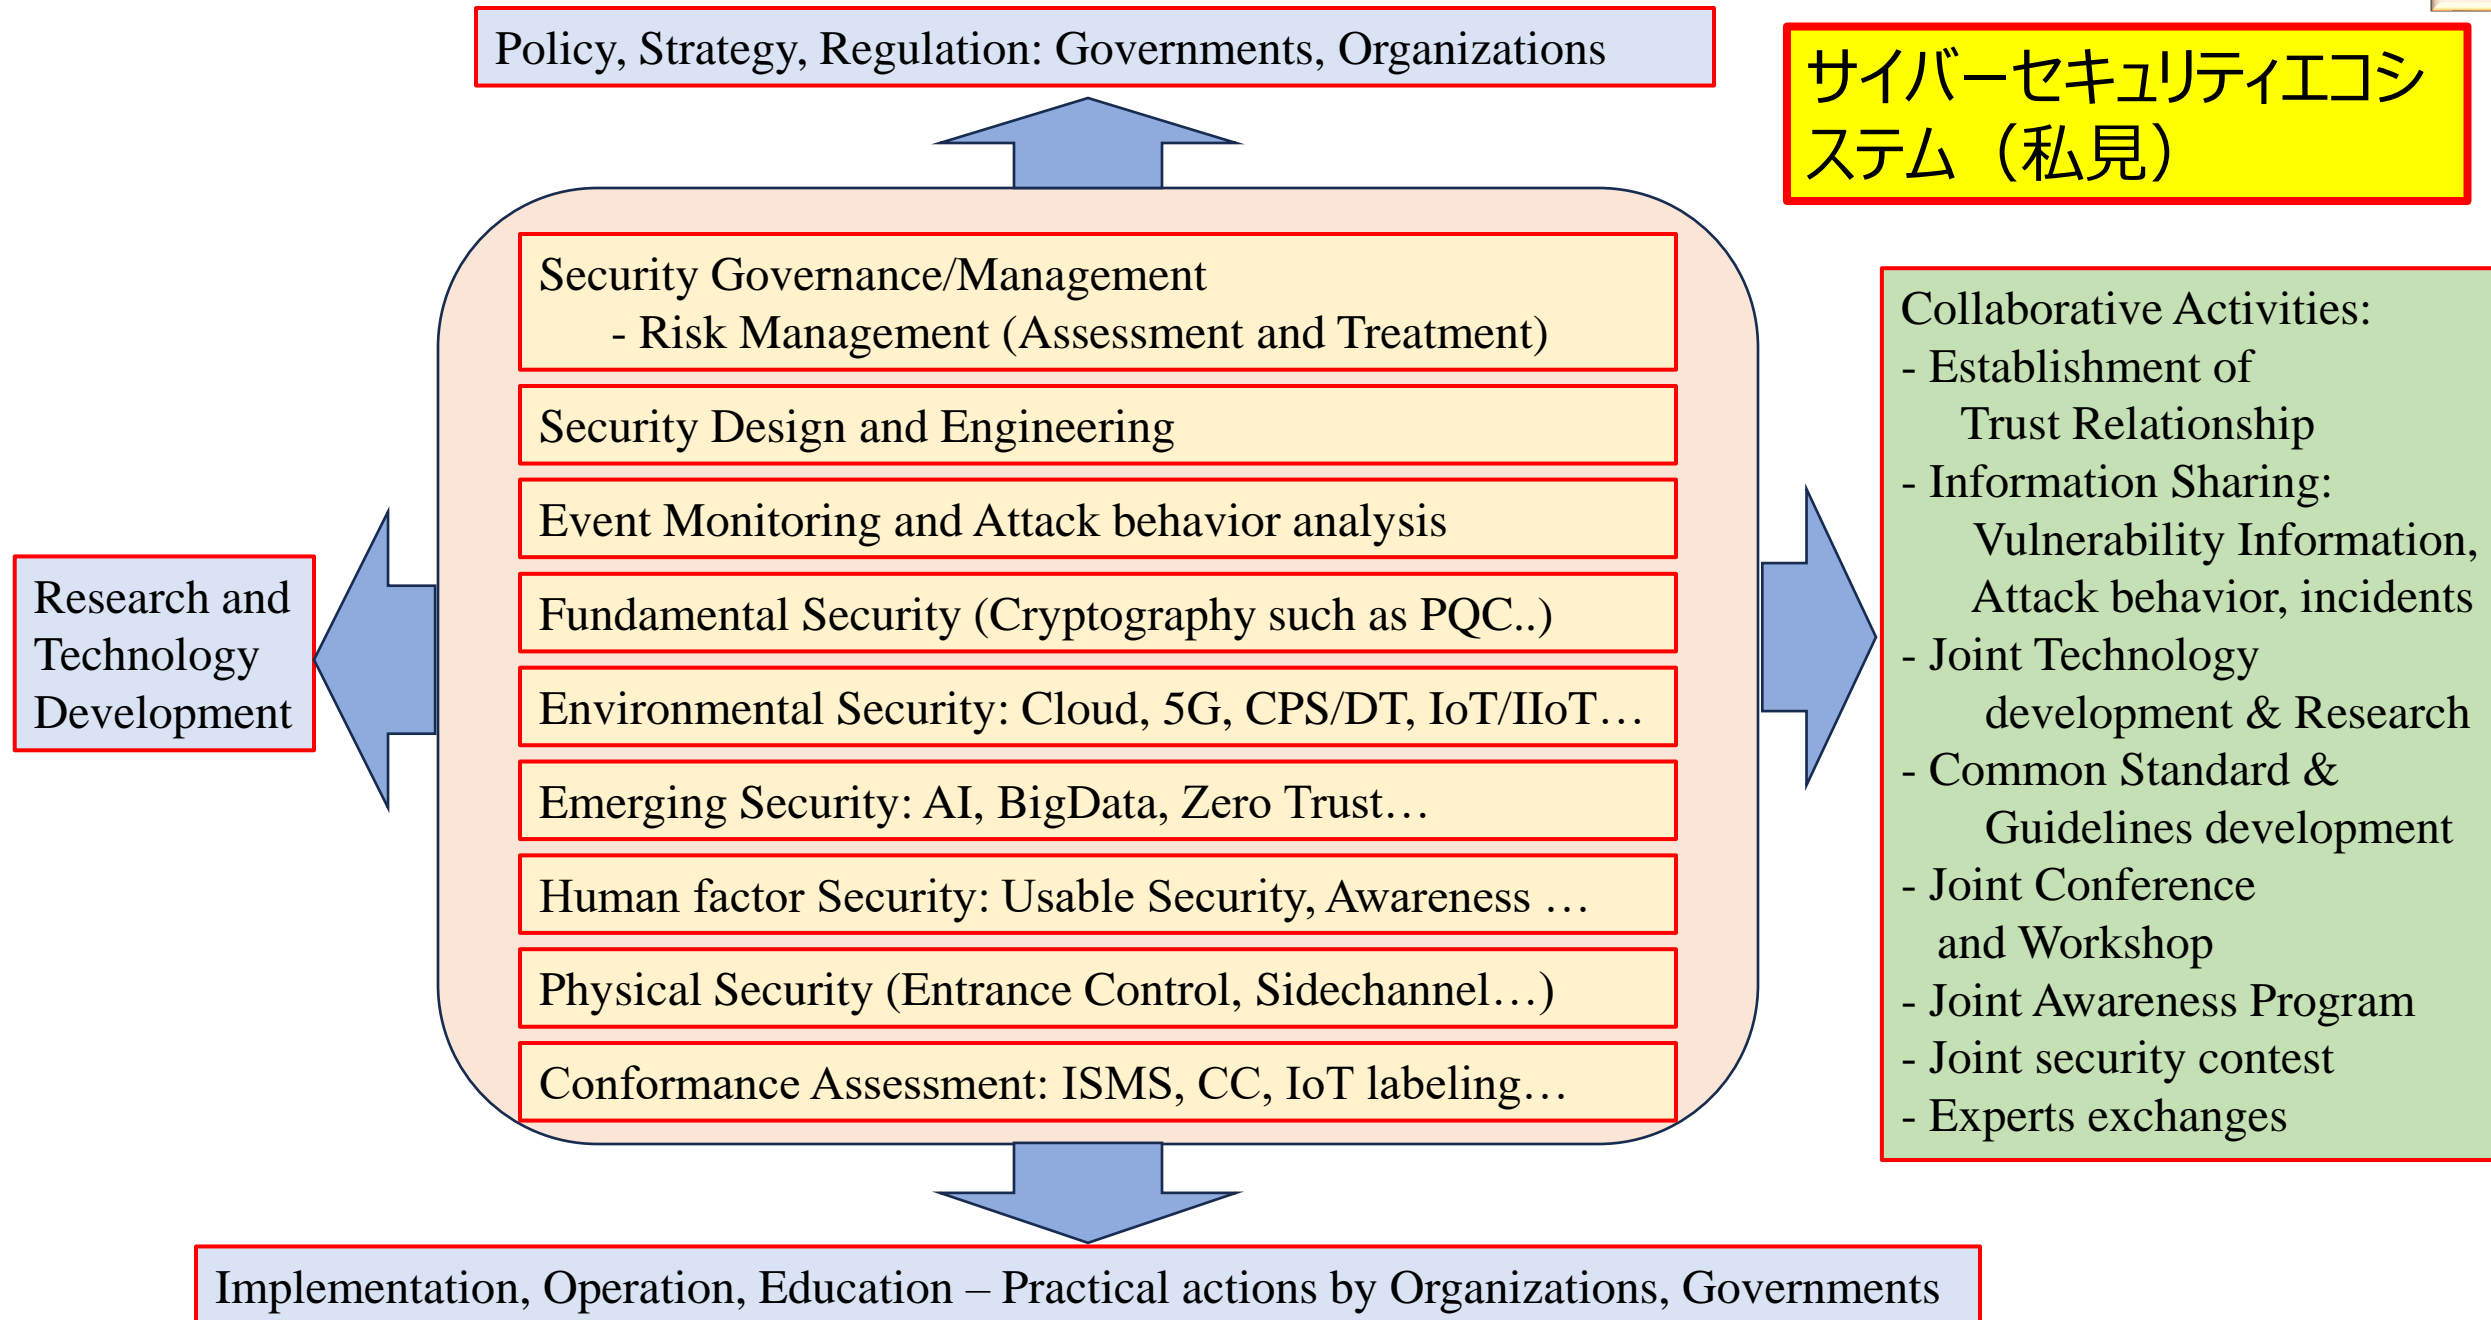 Policy, Strategy, Regulation: Governments, Organizations
サイバーセキュリティエコシ
ステム（私見）
Security Governance/Management
- Risk Management (Assessment and Treatment)
Security Design and Engineering
Event Monitoring and Attack behavior analysis
Fundamental Security (Cryptography such as PQC..)
Environmental Security: Cloud, 5G, CPS/DT, IoT/IIoT…
Emerging Security: AI, BigData, Zero Trust…
Human factor Security: Usable Security, Awareness …
Physical Security (Entrance Control, Sidechannel…)
Conformance Assessment: ISMS, CC, IoT labeling…
Research and
Technology
Development
Collaborative Activities:
- Establishment of
Trust Relationship
- Information Sharing:
Vulnerability Information,
Attack behavior, incidents
- Joint Technology
development & Research
- Common Standard &
Guidelines development
- Joint Conference
and Workshop
- Joint Awareness Program
- Joint security contest
- Experts exchanges
Implementation, Operation, Education – Practical actions by Organizations, Governments